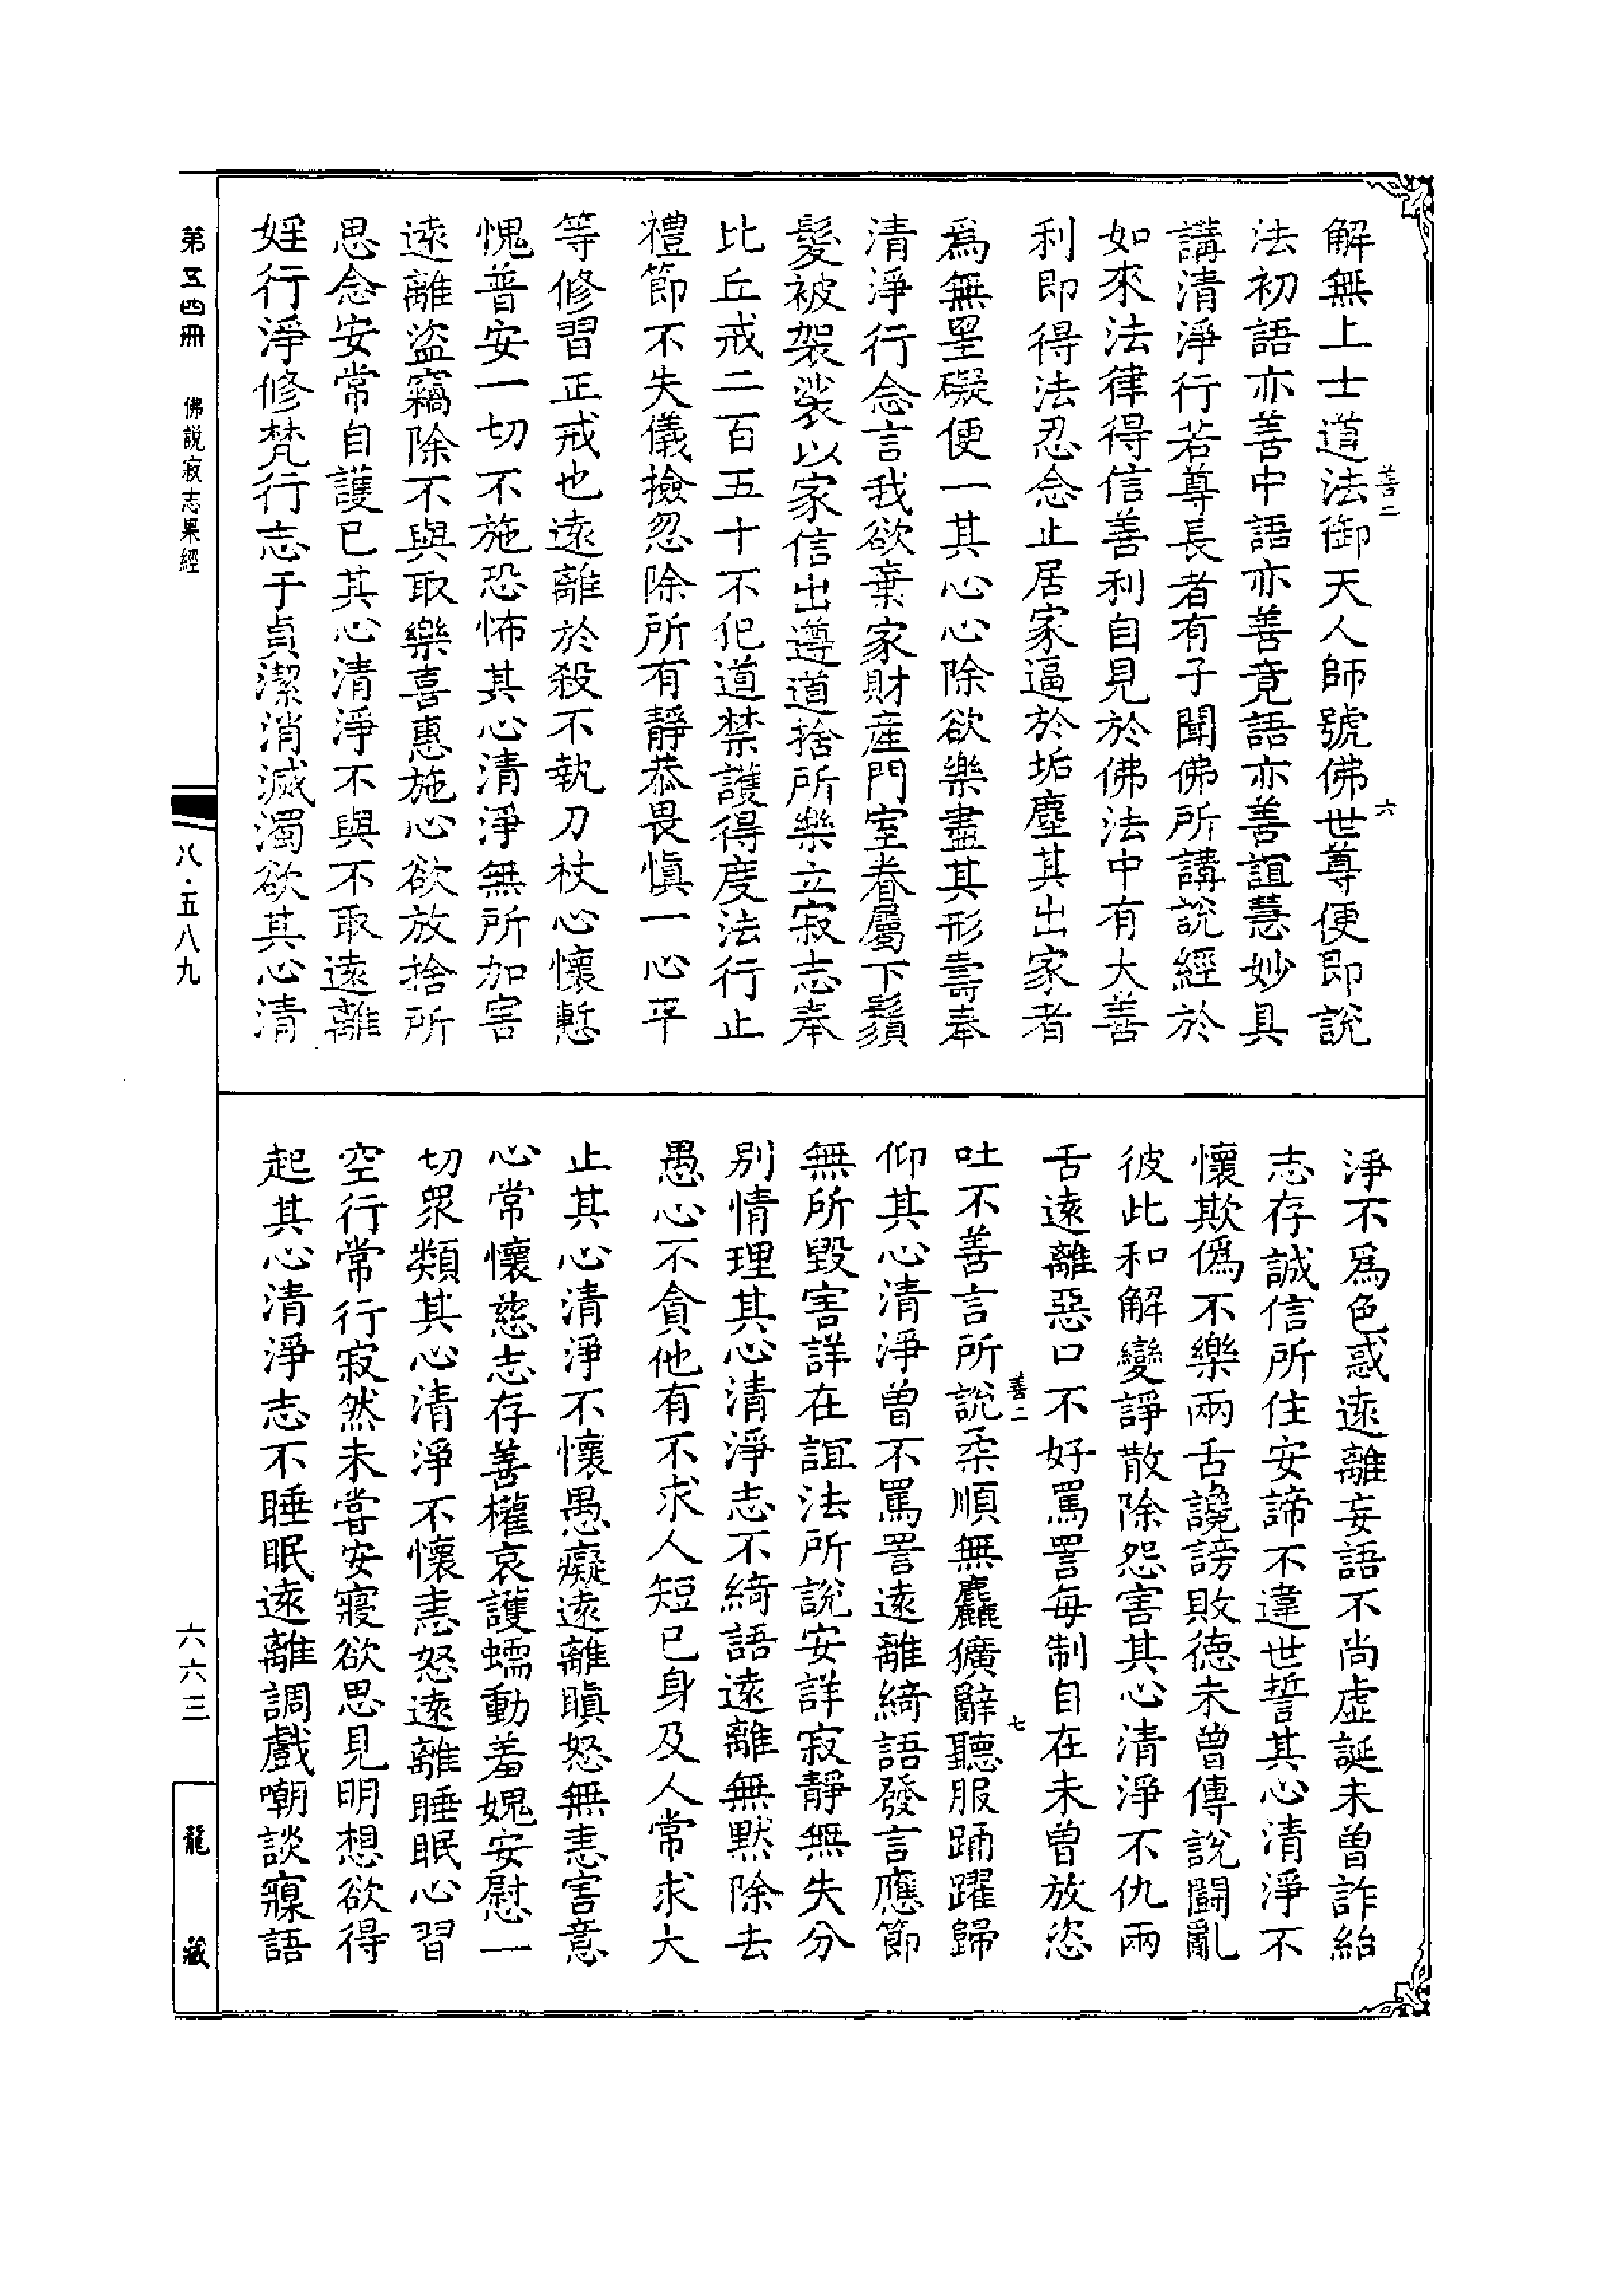 解無上士道法御天人師號佛世尊便即說
善二
六
法初語亦善中語亦善竟語亦善誼慧妙具
講清淨行若尊長者有子聞佛所講說經於
如來法律得信善利自見於佛法中有大善
利即得法忍念止居家逼於垢塵其出家者
爲無罣礙便一其心心除欲樂盡其形壽奉
清淨行念言我欲棄家財産門室眷屬下鬚
髮被袈裟以家信出遵道捨所樂立寂志奉
比丘戒二百五十不犯道禁護得度法行止
禮節不失儀撿忍除所有靜恭畏慎一心平
等修習正戒也遠離於殺不執刀杖心懷慙
愧普安一切不施恐怖其心清淨無所加害
遠離盜竊除不與取樂喜惠施心欲放捨所
思念安常自護已其心清淨不與不取遠離
婬行淨修梵行志于貞潔消滅濁欲其心清
淨不爲色惑遠離妄語不尚虛誕未曾詐紿
志存誠信所住安諦不違世誓其心清淨不
懷欺僞不樂兩舌讒謗敗德未曾傳說鬬亂
彼此和解變諍散除怨害其心清淨不仇兩
舌遠離惡口不好罵詈每制自在未曾放恣
善二
七
吐不善言所說柔順無麤獷辭聽服踊躍歸
仰其心清淨曾不罵詈遠離綺語發言應節
無所毀害詳在誼法所說安詳寂靜無失分
別情理其心清淨志不綺語遠離無默除去
愚心不貪他有不求人短已身及人常求大
止其心清淨不懷愚癡遠離瞋怒無恚害意
心常懷慈志存善權哀護蠕動羞媿安慰一
切眾類其心清淨不懷恚怒遠離睡眠心習
空行常行寂然未甞安寢欲思見明想欲得
起其心清淨志不睡眠遠離調戲嘲談寱語
第五四冊
佛說寂志果經
八·五八九
六六三
龍藏